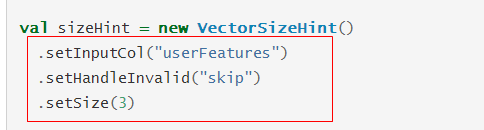 val sizeHint = new VectorSizeHint()
.setInputCol("userFeatures")
.setHandleInvalid("skip")
.setSize(3)